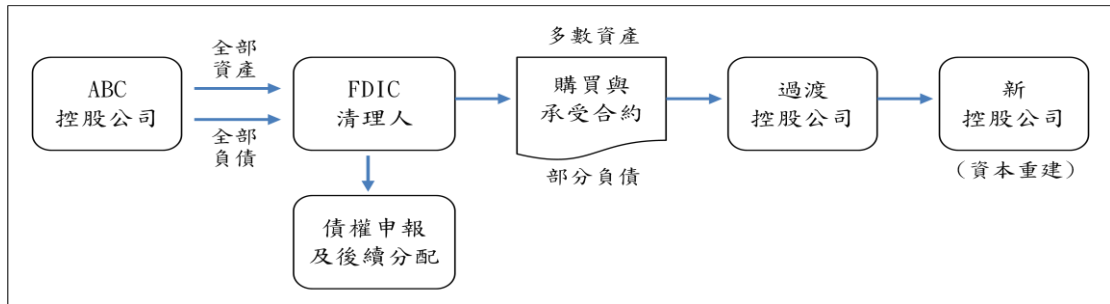 ABC
控股公司
全部
資產
全部
負債
FDIC
清理人
債權申報
及後續分配
多數資產
購買與
承受合約
部分負債
過渡
控股公司
新
控股公司
(資本重建)